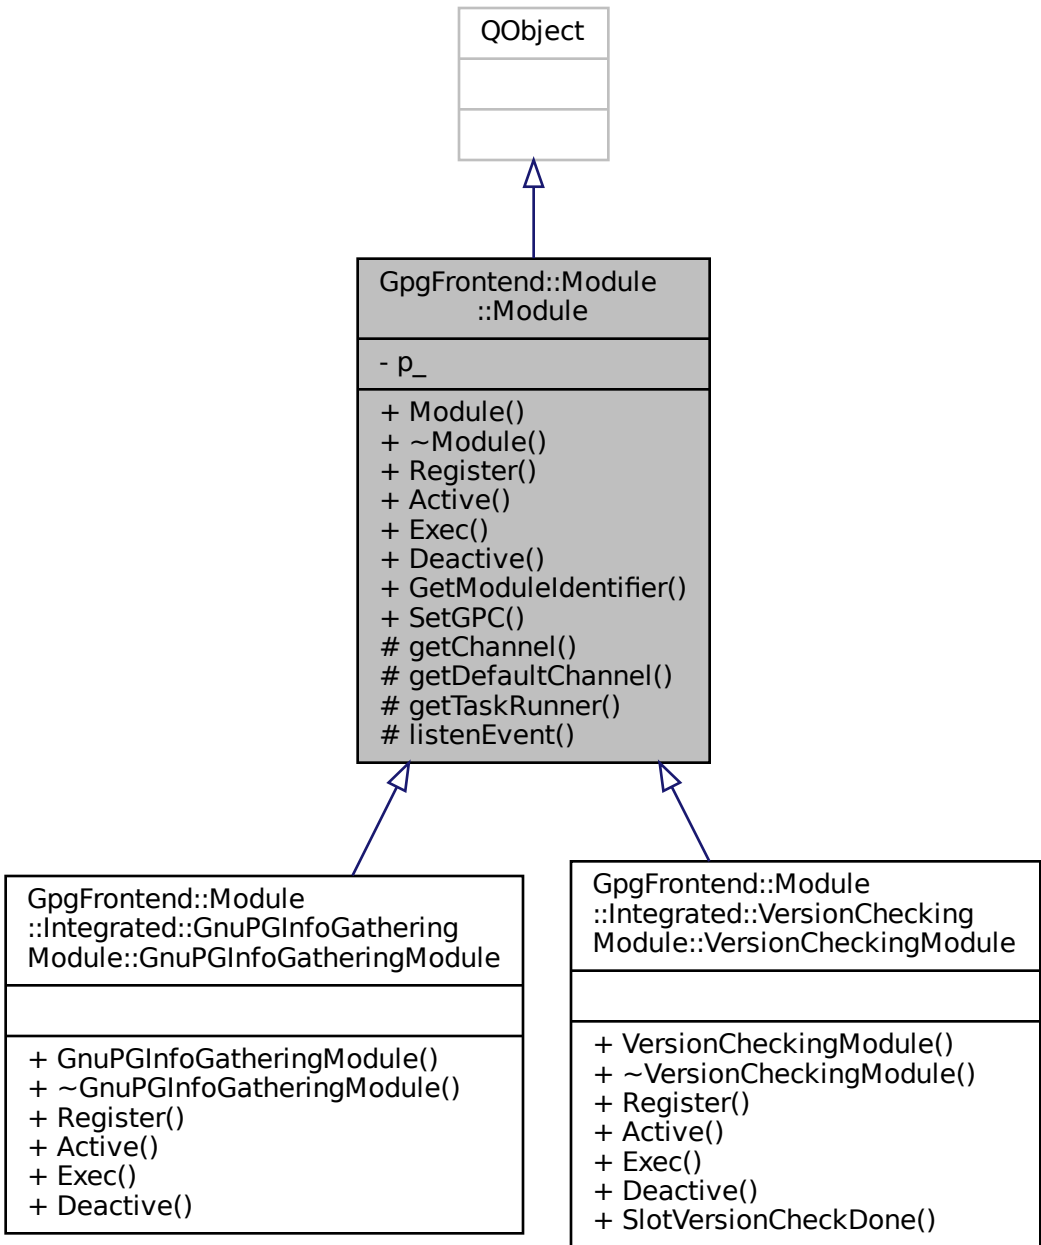 QObject
GpgFrontend::Module
::Module
- p_
+ Module()
+ ~Module()
+ Register()
+ Active()
+ Exec()
+ Deactive()
+ GetModuleIdentifier()
+ SetGPC()
# getChannel()
# getDefaultChannel()
# getTaskRunner()
# listenEvent()
GpgFrontend::Module
::Integrated::GnuPGInfoGathering
Module::GnuPGInfoGatheringModule
+ GnuPGInfoGatheringModule()
+ ~GnuPGInfoGatheringModule()
+ Register()
+ Active()
+ Exec()
+ Deactive()
GpgFrontend::Module
::Integrated::VersionChecking
Module::VersionCheckingModule
+ VersionCheckingModule()
+ ~VersionCheckingModule()
+ Register()
+ Active()
+ Exec()
+ Deactive()
+ SlotVersionCheckDone()